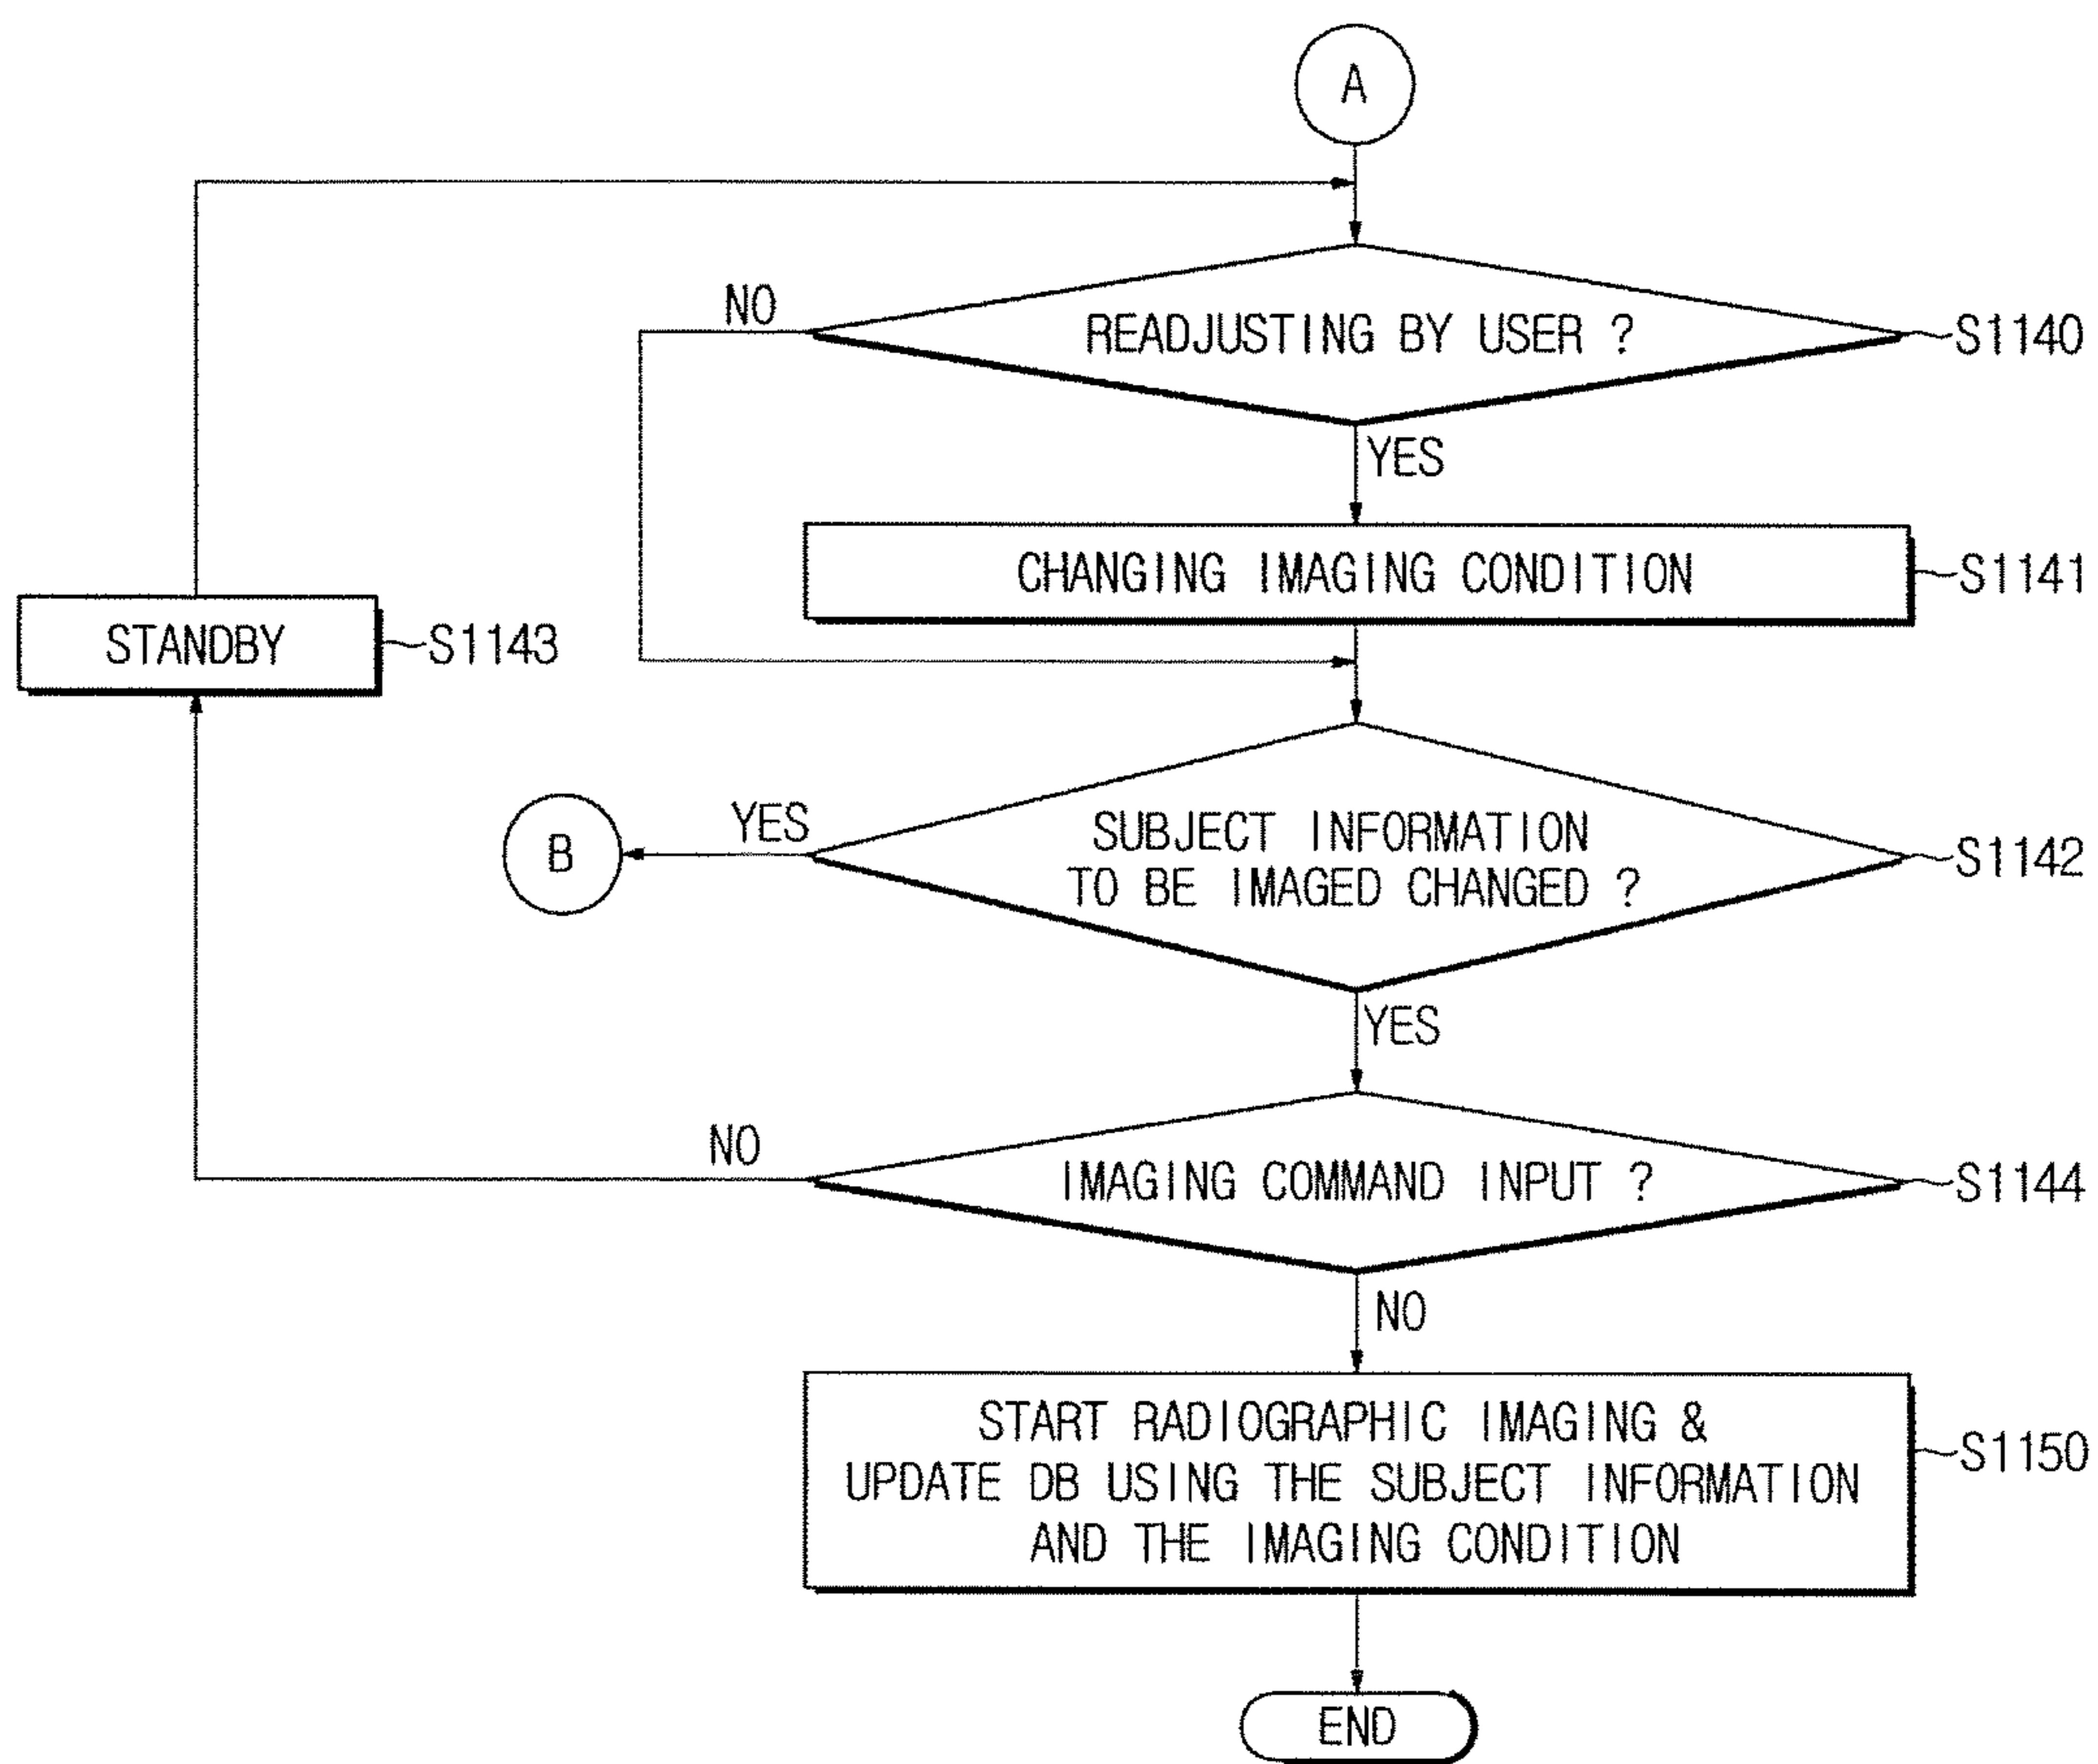 A
NO
READJUSTING BY USER ?
S1140
YES
CHANGING IMAGING CONDITION
S1141
STANDBY
S1143
B
YES
SUBJECT INFORMATION
TO BE IMAGED CHANGED ?
S1142
YES
NO
IMAGING COMMAND INPUT ?
S1144
NO
START RADIOGRAPHIC IMAGING &
UPDATE DB USING THE SUBJECT INFORMATION
AND THE IMAGING CONDITION
S1150
END